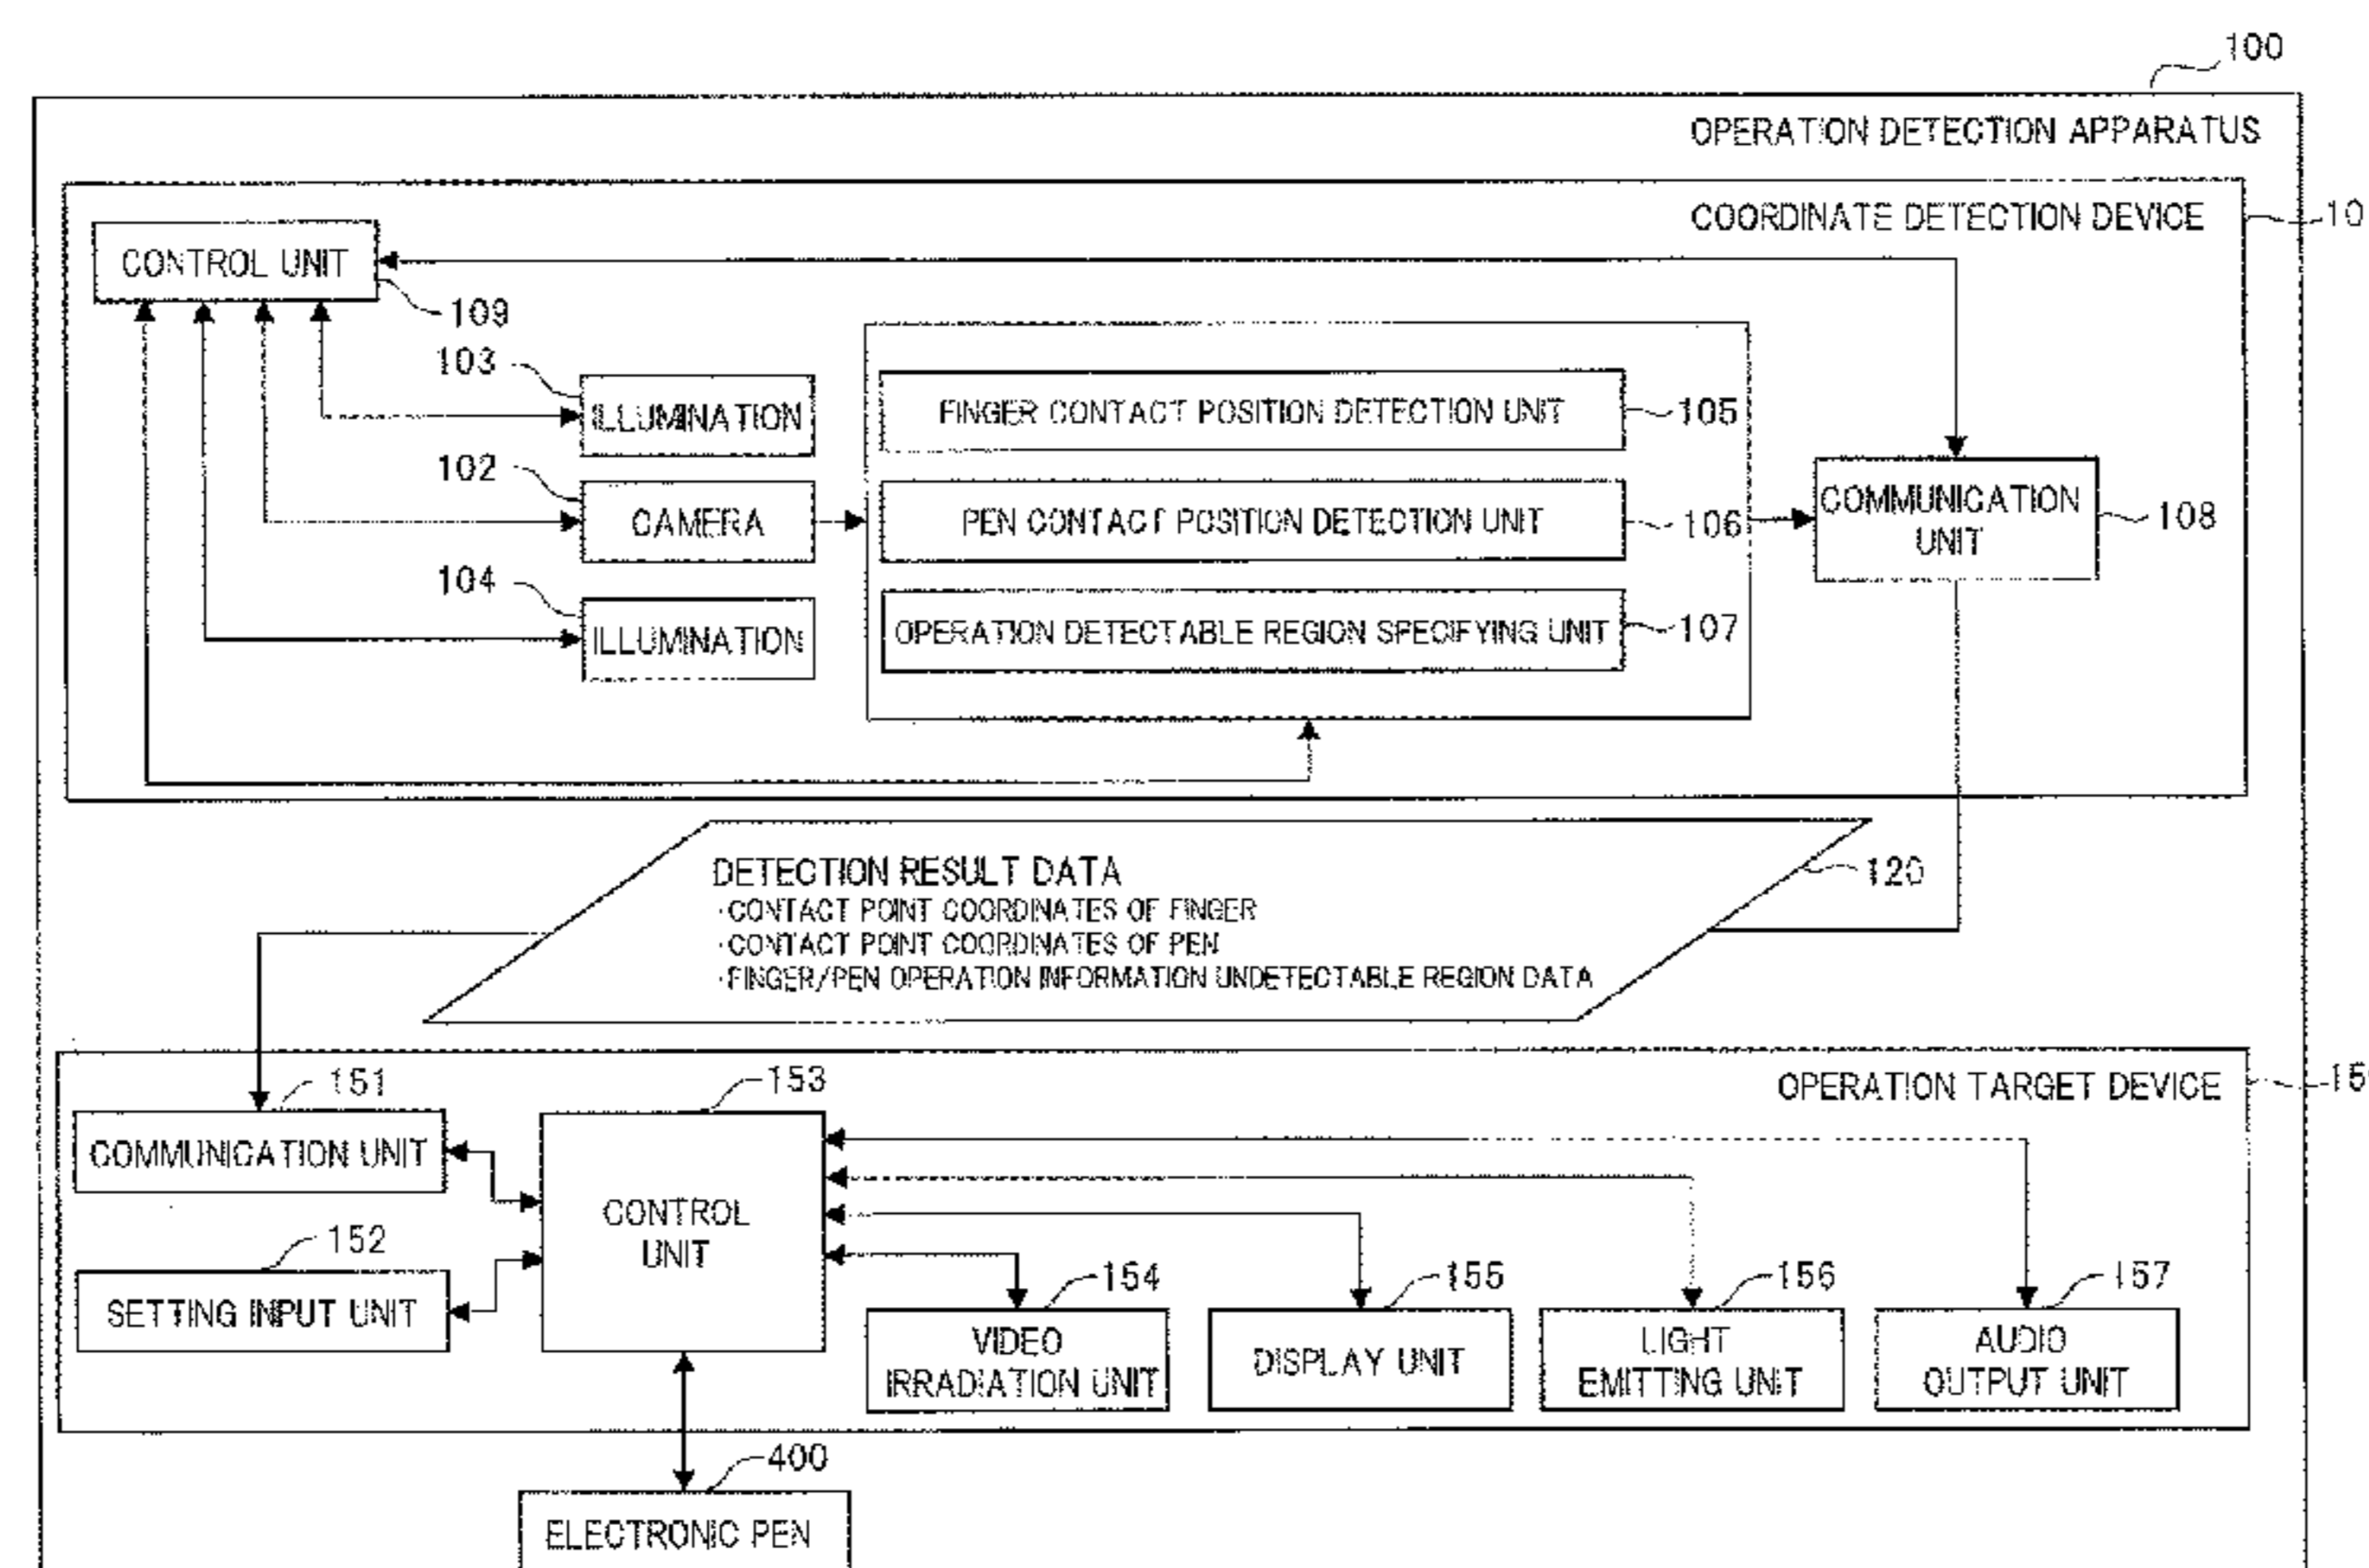 100
OPERATION DETECTION APPARATUS
COORDINATE DETECTION DEVICE
10
CONTROL UNIT
109
103
ILLUMINATION
FINGER CONTACT POSITION DETECTION UNIT
105
102
CAMERA
PEN CONTACT POSITION DETECTION UNIT
106
COMMUNICATION
UNIT
108
104
ILLUMINATION
OPERATION DETECTABLE REGION SPECIFYING UNIT
107
DETECTION RESULT DATA
120
·CONTACT POINT COORDINATES OF FINGER
·CONTACT POINT COORDINATES OF PEN
·FINGER/PEN OPERATION INFORMATION UNDETECTABLE REGION DATA
151
153
OPERATION TARGET DEVICE
15
COMMUNICATION UNIT
CONTROL
UNIT
152
SETTING INPUT UNIT
154
155
156
157
VIDEO
IRRADIATION UNIT
DISPLAY UNIT
LIGHT
EMITTING UNIT
AUDIO
OUTPUT UNIT
400
ELECTRONIC PEN